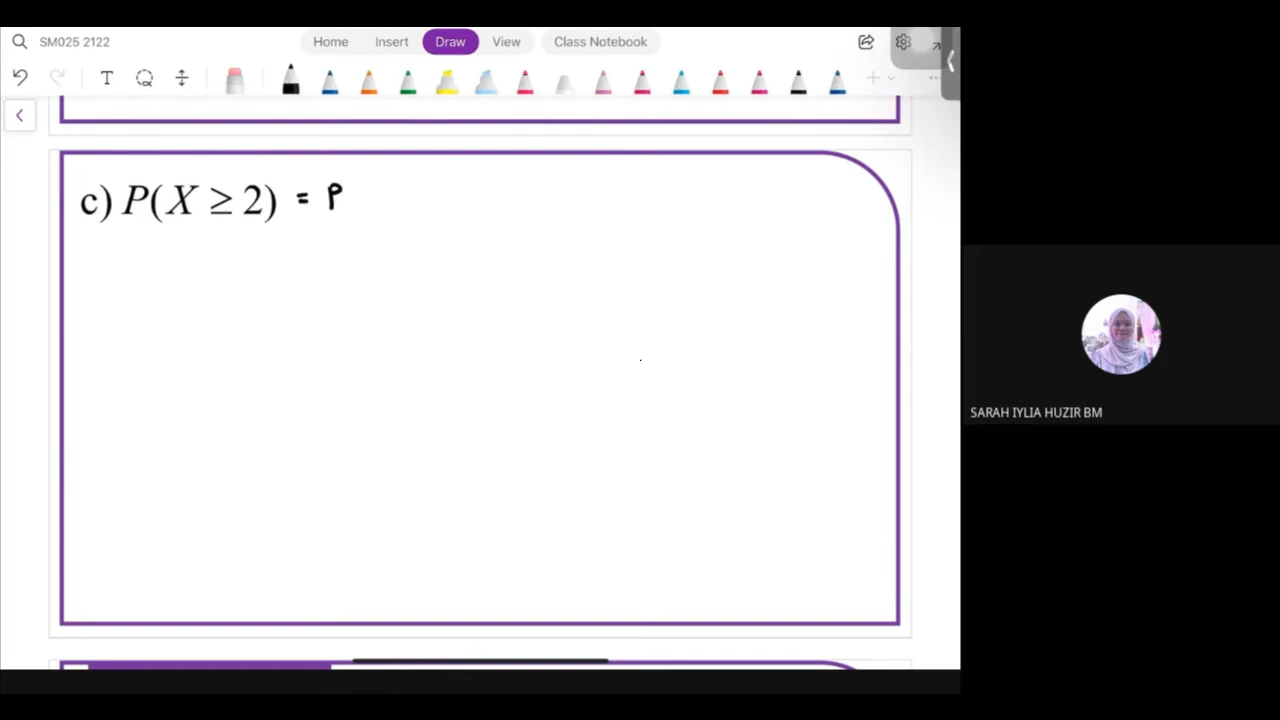 SM025 2122
Home Insert Draw View Class Notebook
T
c) P(X ≥ 2) = P
SARAH IYLIA HUZIR BM